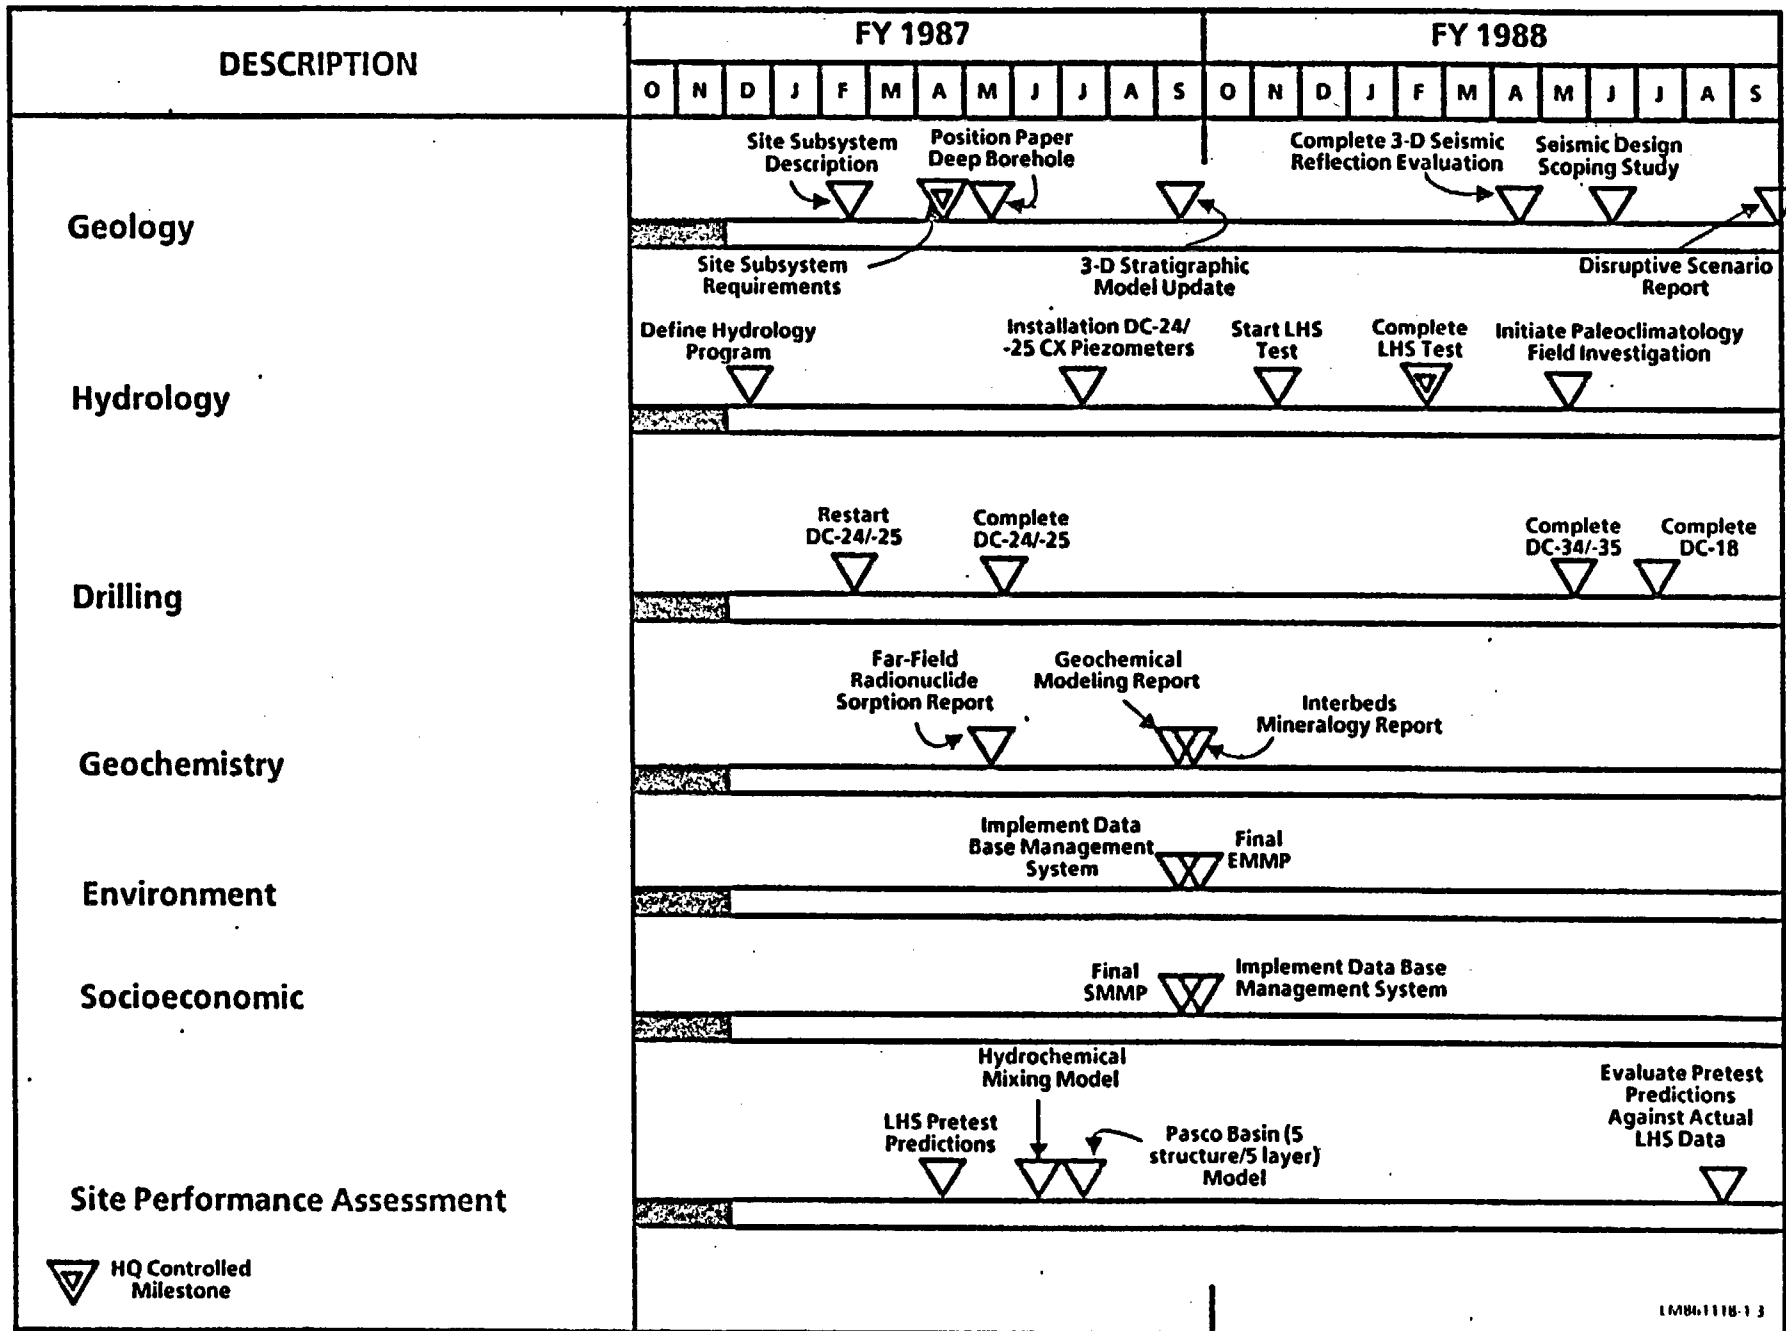 DESCRIPTION
FY 1987
FY 1988
O N D J F M A M J J A S O N D J F M A M J J A S
Geology
Site Subsystem
Description
Position Paper
Deep Borehole
Complete 3-D Seismic
Reflection Evaluation
Seismic Design
Scoping Study
Site Subsystem
Requirements
3-D Stratigraphic
Model Update
Disruptive Scenario
Report
Hydrology
Define Hydrology
Program
Installation DC-24/
-25 CX Piezometers
Start LHS
Test
Complete
LHS Test
Initiate Paleoclimatology
Field Investigation
Drilling
Restart
DC-24/-25
Complete
DC-24/-25
Complete
DC-34/-35
Complete
DC-18
Geochemistry
Far-Field
Radionuclide
Sorption Report
Geochemical
Modeling Report
Interbeds
Mineralogy Report
Environment
Implement Data
Base Management
System
Final
EMMP
Socioeconomic
Final
SMMP
Implement Data Base
Management System
Site Performance Assessment
LHS Pretest
Predictions
Hydrochemical
Mixing Model
Pasco Basin (5
structure/5 layer)
Model
Evaluate Pretest
Predictions
Against Actual
LHS Data
HQ Controlled
Milestone